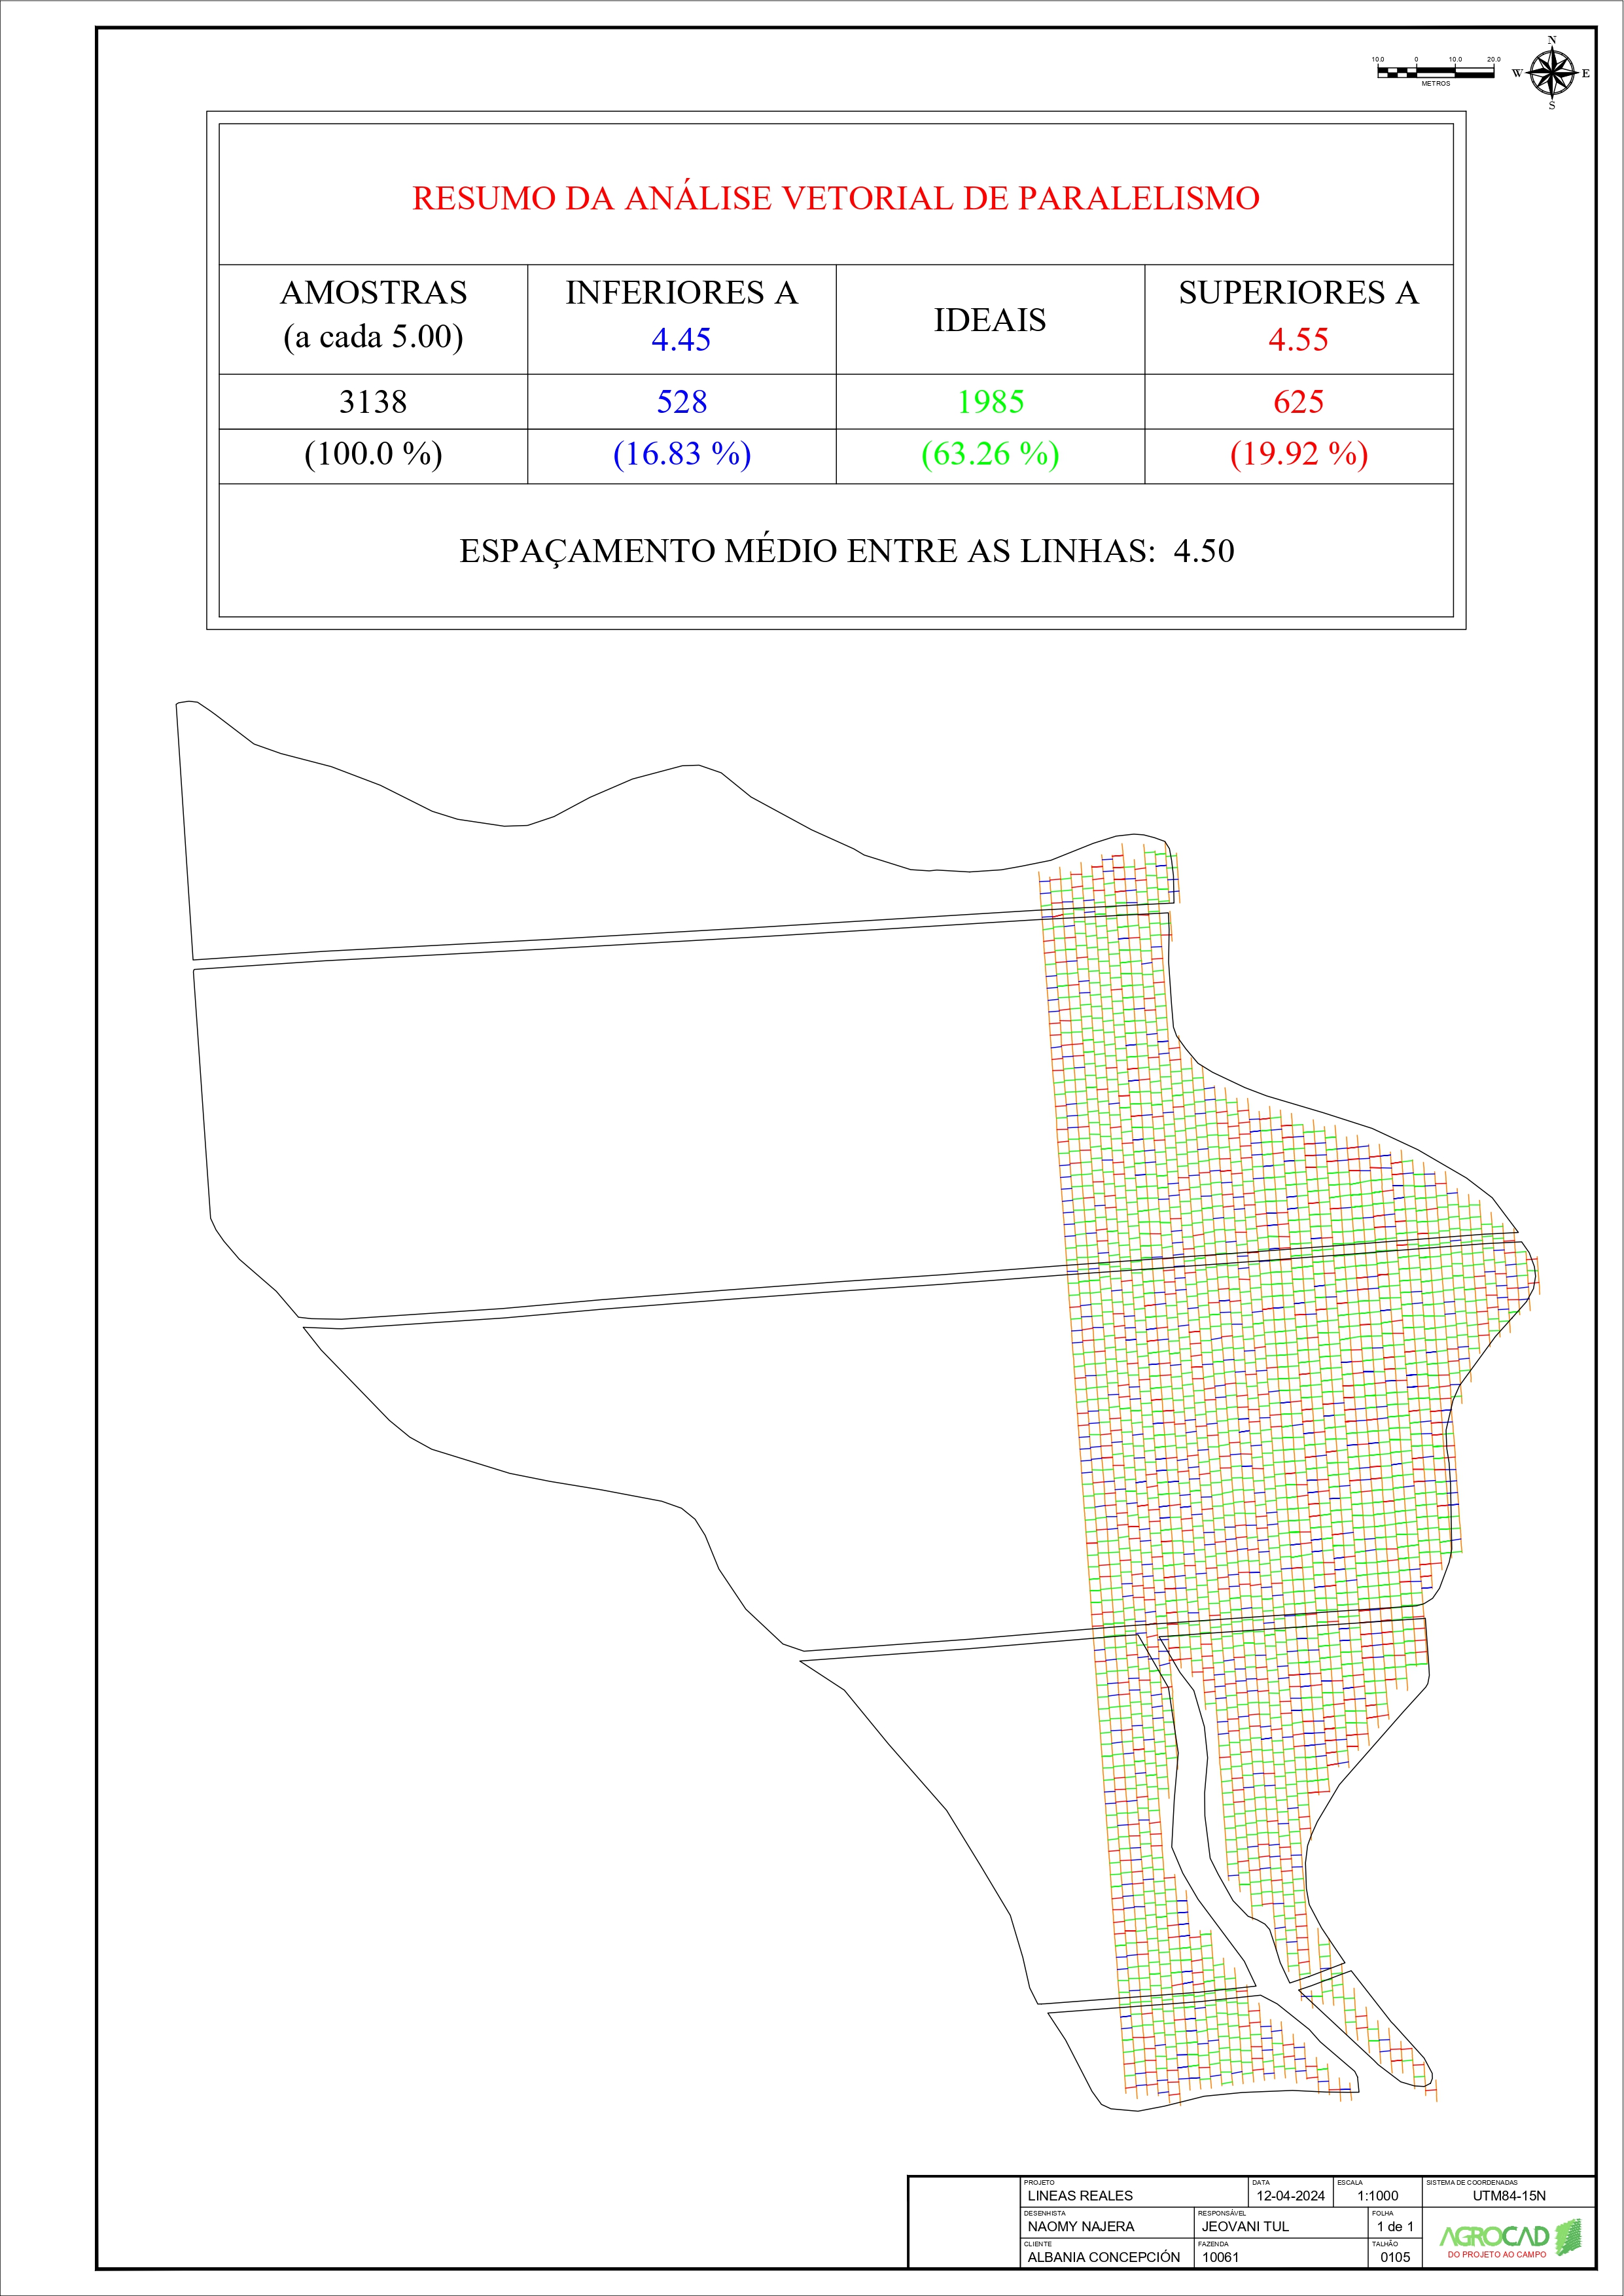 10.0 0 10.0 20.0
METROS
N
W E
S
RESUMO DA ANÁLISE VETORIAL DE PARALELISMO
AMOSTRAS
(a cada 5.00)
INFERIORES A
4.45
IDEAIS
SUPERIORES A
4.55
3138 528 1985 625
(100.0 %) (16.83 %) (63.26 %) (19.92 %)
ESPAÇAMENTO MÉDIO ENTRE AS LINHAS: 4.50
PROJETO
LINEAS REALES
DATA
12-04-2024
ESCALA
1:1000
SISTEMA DE COORDENADAS
UTM84-15N
DESENHISTA
NAOMY NAJERA
RESPONSÁVEL
JEOVANI TUL
FOLHA
1 de 1
CLIENTE
ALBANIA CONCEPCIÓN
FAZENDA
10061
TALHÃO
0105
AGROCAD
DO PROJETO AO CAMPO